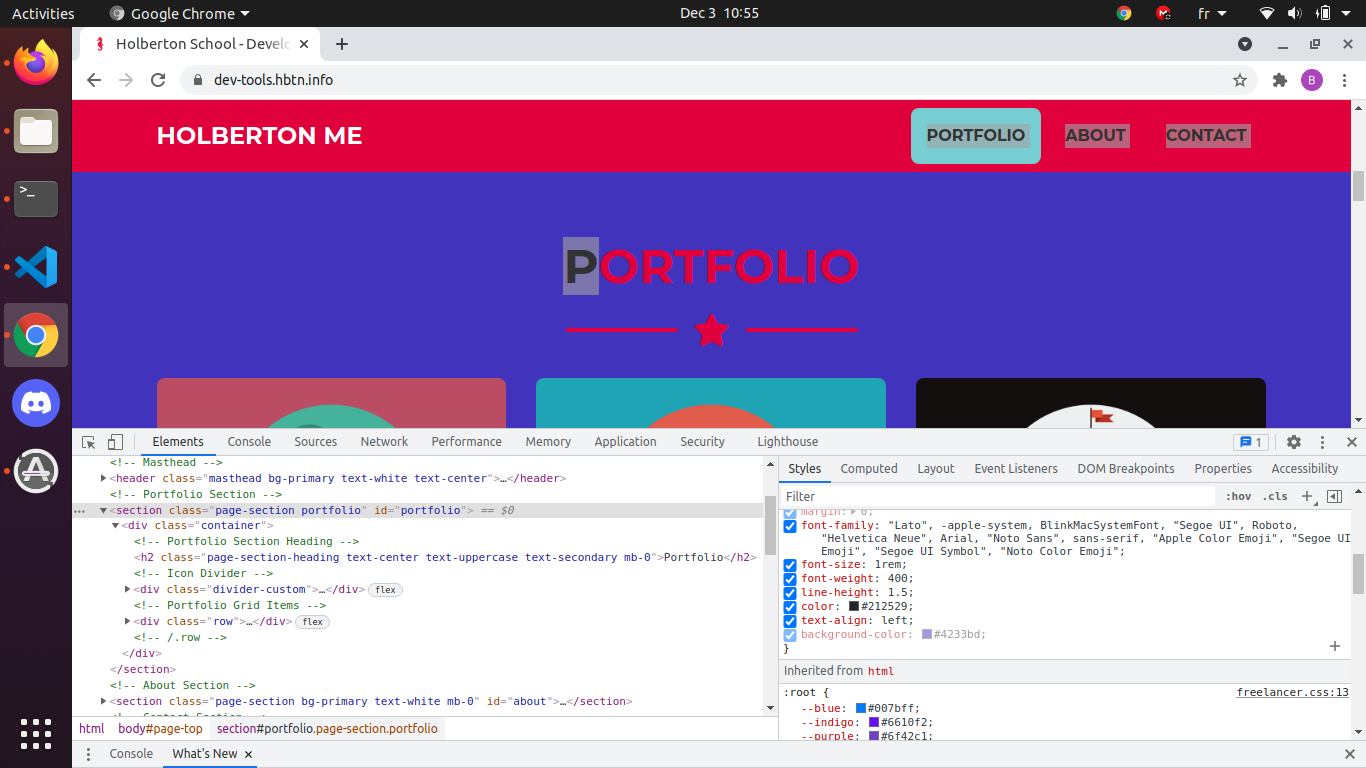 Activities
Google Chrome
Dec 3 10:55
fr
Holberton School - Develo
dev-tools.hbtn.info
B
HOLBERTON ME
PORTFOLIO
ABOUT
CONTACT
PORTFOLIO
Elements
Console
Sources
Network
Performance
Memory
Application
Security
Lighthouse
1
<!-- Masthead -->
<header class="masthead bg-primary text-white text-center">…</header>
<!-- Portfolio Section -->
<section class="page-section portfolio" id="portfolio"> == $0
<div class="container">
<!-- Portfolio Section Heading -->
<h2 class="page-section-heading text-center text-uppercase text-secondary mb-0">Portfolio</h2>
<!-- Icon Divider -->
<div class="divider-custom">…</div> flex
<!-- Portfolio Grid Items -->
<div class="row">…</div> flex
<!-- /.row -->
</div>
</section>
<!-- About Section -->
<section class="page-section bg-primary text-white mb-0" id="about">…</section>
html
body#page-top
section#portfolio.page-section.portfolio
Styles
Computed
Layout
Event Listeners
DOM Breakpoints
Properties
Accessibility
Filter
:hov
.cls
margin: 0;
font-family: "Lato", -apple-system, BlinkMacSystemFont, "Segoe UI", Roboto,
"Helvetica Neue", Arial, "Noto Sans", sans-serif, "Apple Color Emoji", "Segoe UI
Emoji", "Segoe UI Symbol", "Noto Color Emoji";
font-size: 1rem;
font-weight: 400;
line-height: 1.5;
color: #212529;
text-align: left;
background-color: #4233bd;
}
Inherited from html
:root {
freelancer.css:13
--blue: #007bff;
--indigo: #6610f2;
--purple: #6f42c1;
Console
What's New